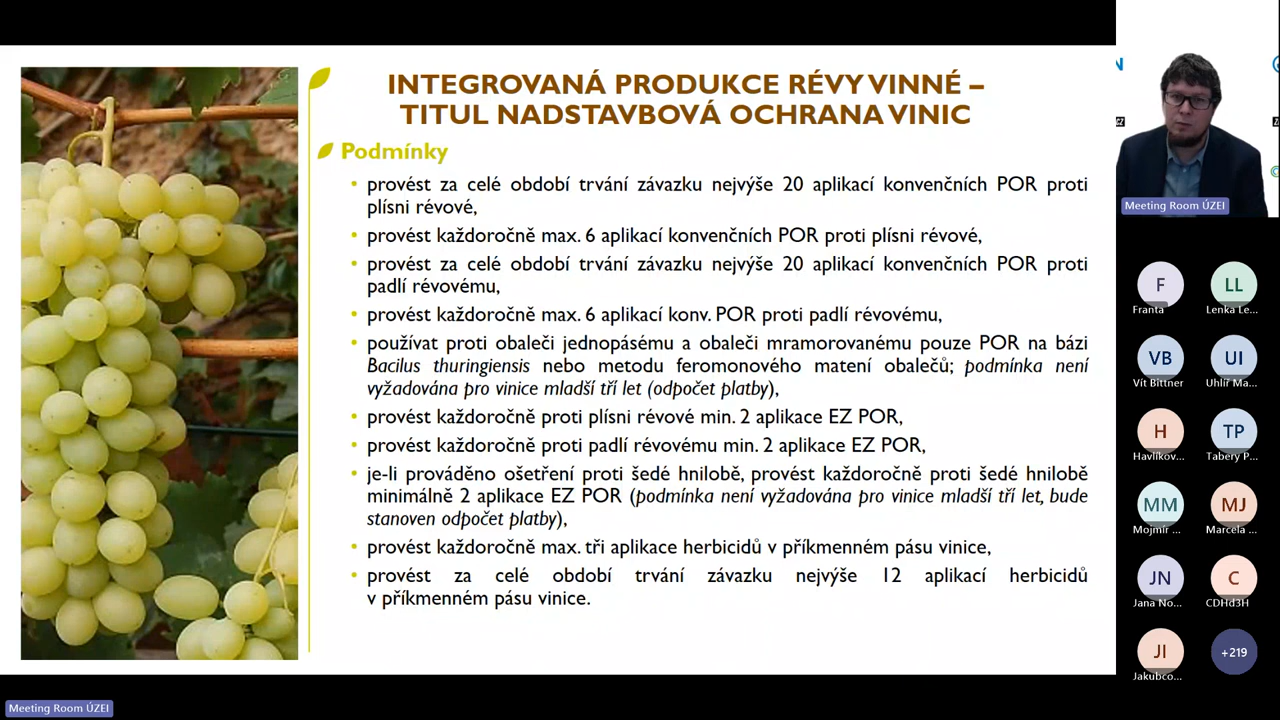 INTEGROVANÁ PRODUKCE RÉVY VINNÉ –
TITUL NADSTAVBOVÁ OCHRANA VINIC
Podmínky
• provést za celé období trvání závazku nejvýše 20 aplikací konvenčních POR proti
plísni révové,
• provést každoročně max. 6 aplikací konvenčních POR proti plísni révové,
• provést za celé období trvání závazku nejvýše 20 aplikací konvenčních POR proti
padlí révovému,
• provést každoročně max. 6 aplikací konv. POR proti padlí révovému,
• používat proti obaleči jednopásému a obaleči mramorovanému pouze POR na bázi
Bacilus thuringiensis nebo metodu feromonového matení obalečů; podmínka není
vyžadována pro vinice mladší tří let (odpočet platby),
• provést každoročně proti plísni révové min. 2 aplikace EZ POR,
• provést každoročně proti padlí révovému min. 2 aplikace EZ POR,
• je-li prováděno ošetření proti šedé hnilobě, provést každoročně proti šedé hnilobě
minimálně 2 aplikace EZ POR (podmínka není vyžadována pro vinice mladší tří let, bude
stanoven odpočet platby),
• provést každoročně max. tři aplikace herbicidů v příkmenném pásu vinice,
• provést za celé období trvání závazku nejvýše 12 aplikací herbicidů
v příkmenném pásu vinice.
Meeting Room ÚZEI
F
LL
Franta
Lenka Le...
VB
UI
Vít Bittner
Uhlíř Ma...
H
TP
Havlíkov...
Tabery P...
MM
MJ
Mojmír ...
Marcela ...
JN
C
Jana No...
CDHd3H
JI
+219
Jakubco...
Meeting Room ÚZEI